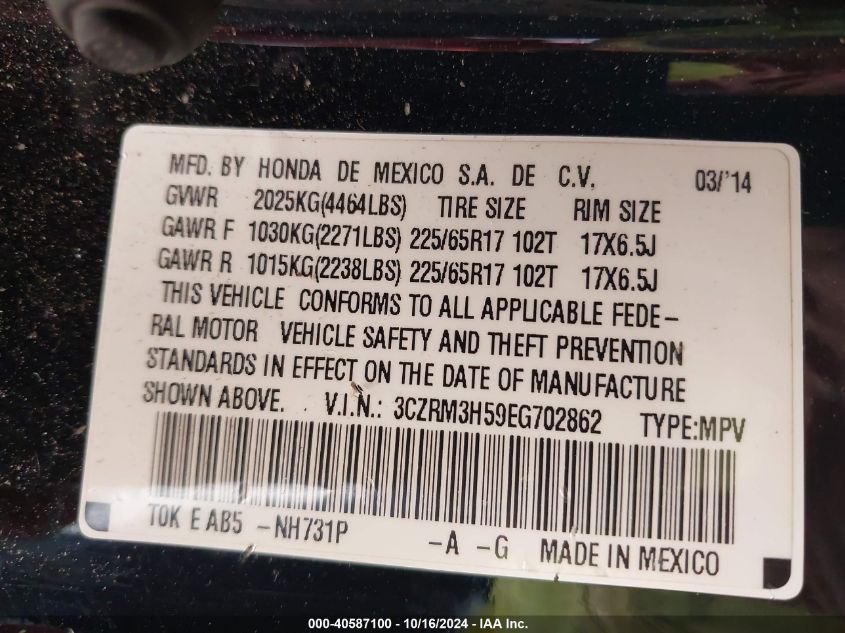 MFD. BY HONDA DE MEXICO S.A. DE C.V. 03/'14
GVWR 2025KG(4464LBS) TIRE SIZE RIM SIZE
GAWR F 1030KG(2271LBS) 225/65R17 102T 17X6.5J
GAWR R 1015KG(2238LBS) 225/65R17 102T 17X6.5J
THIS VEHICLE CONFORMS TO ALL APPLICABLE FEDE-
RAL MOTOR VEHICLE SAFETY AND THEFT PREVENTION
STANDARDS IN EFFECT ON THE DATE OF MANUFACTURE
SHOWN ABOVE. V.I.N.: 3CZRM3H59EG702862 TYPE:MPV
T0K E AB5 -NH731P -A -G MADE IN MEXICO
000-40587100 - 10/16/2024 - IAA Inc.